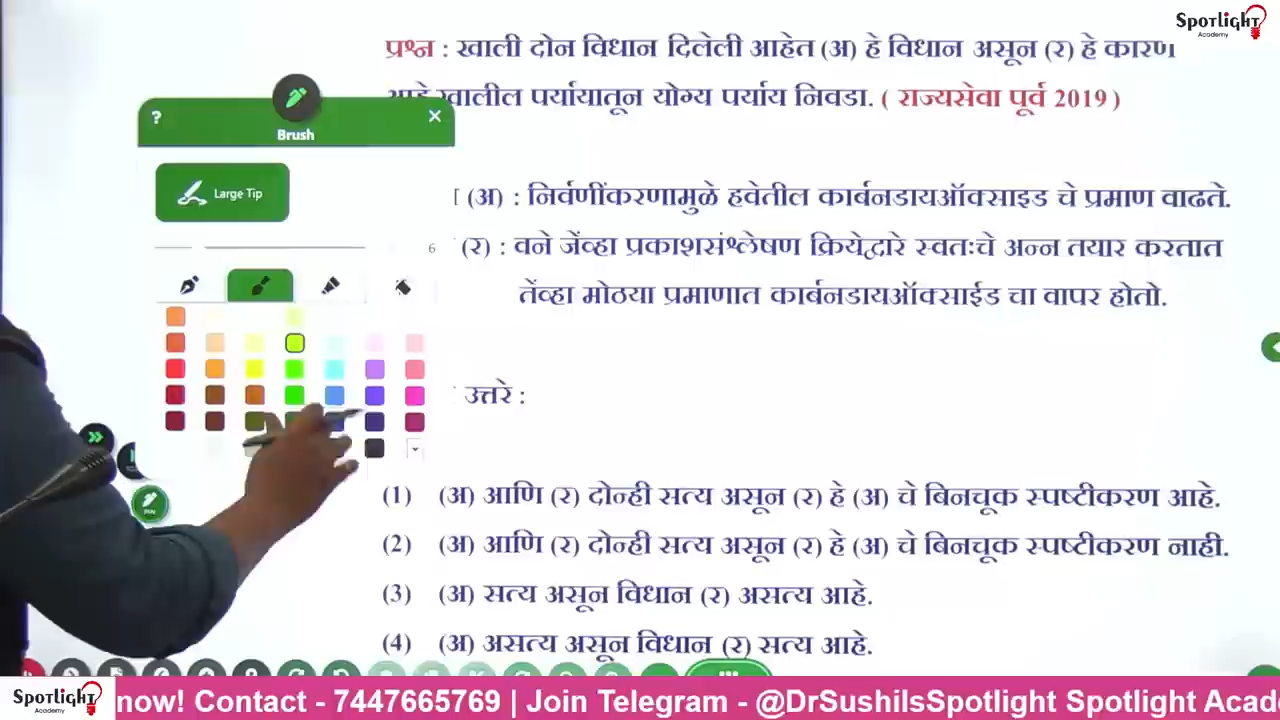 SpotLight
Academy
प्रश्न : खाली दोन विधान दिलेली आहेत (अ) हे विधान असून (र) हे कारण
आहे खालील पर्यायातून योग्य पर्याय निवडा. ( राज्यसेवा पूर्व 2019 )
?
Brush
Large Tip
6
(अ) : निर्वणींकरणामुळे हवेतील कार्बनडायऑक्साइड चे प्रमाण वाढते.
(र) : वने जेंव्हा प्रकाशसंश्लेषण क्रियेद्वारे स्वतःचे अन्न तयार करतात
तेंव्हा मोठया प्रमाणात कार्बनडायऑक्साईड चा वापर होतो.
उत्तरे :
(1) (अ) आणि (र) दोन्ही सत्य असून (र) हे (अ) चे बिनचूक स्पष्टीकरण आहे.
(2) (अ) आणि (र) दोन्ही सत्य असून (र) हे (अ) चे बिनचूक स्पष्टीकरण नाही.
(3) (अ) सत्य असून विधान (र) असत्य आहे.
(4) (अ) असत्य असून विधान (र) सत्य आहे.
PEN
SpotLight
Academy
now! Contact - 7447665769 | Join Telegram - @DrSushilsSpotlight Spotlight Acad